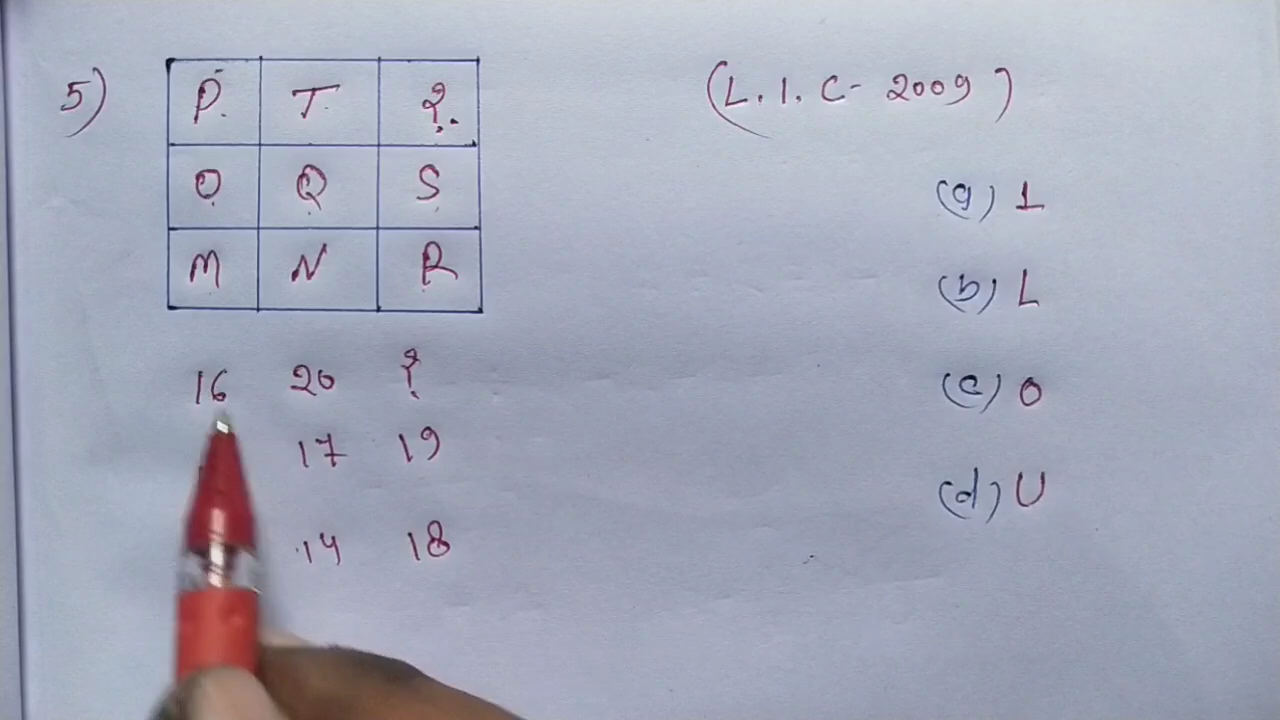 5) P T ? (L.I.C- 2009)
O Q S (a) I
M N R (b) L
16 20 ? (c) O
17 19
14 18 (d) U